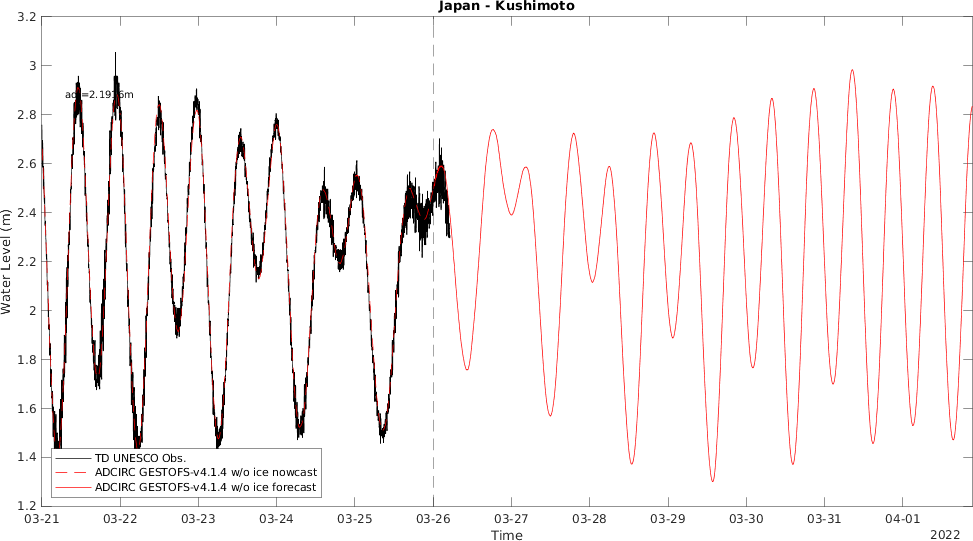 Japan - Kushimoto
3.2
3
2.8
2.6
2.4
2.2
2
1.8
1.6
1.4
1.2
Water Level (m)
TD UNESCO Obs.
ADCIRC GESTOFS-v4.1.4 w/o ice nowcast
ADCIRC GESTOFS-v4.1.4 w/o ice forecast
03-21 03-22 03-23 03-24 03-25 03-26 03-27 03-28 03-29 03-30 03-31 04-01
Time
2022